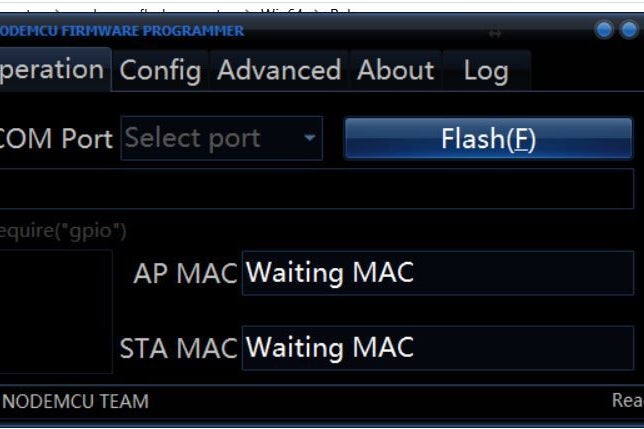 ODEMCU FIRMWARE PROGRAMMER
peration Config Advanced About Log
COM Port Select port Flash(F)
equire("gpio")
AP MAC Waiting MAC
STA MAC Waiting MAC
NODEMCU TEAM Rea